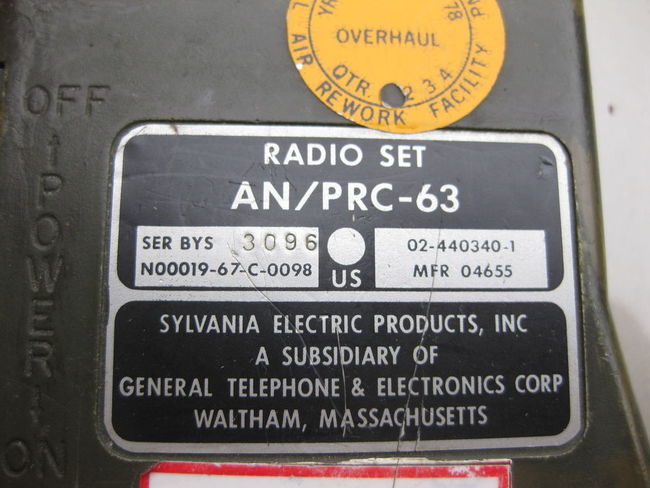 YR
78
OVERHAUL
QTR. 2 3 4
AIR REWORK FACILITY
OFF
POWER
ON
RADIO SET
AN/PRC-63
SER BYS 3096
N00019-67-C-0098
US
02-440340-1
MFR 04655
SYLVANIA ELECTRIC PRODUCTS, INC
A SUBSIDIARY OF
GENERAL TELEPHONE & ELECTRONICS CORP
WALTHAM, MASSACHUSETTS